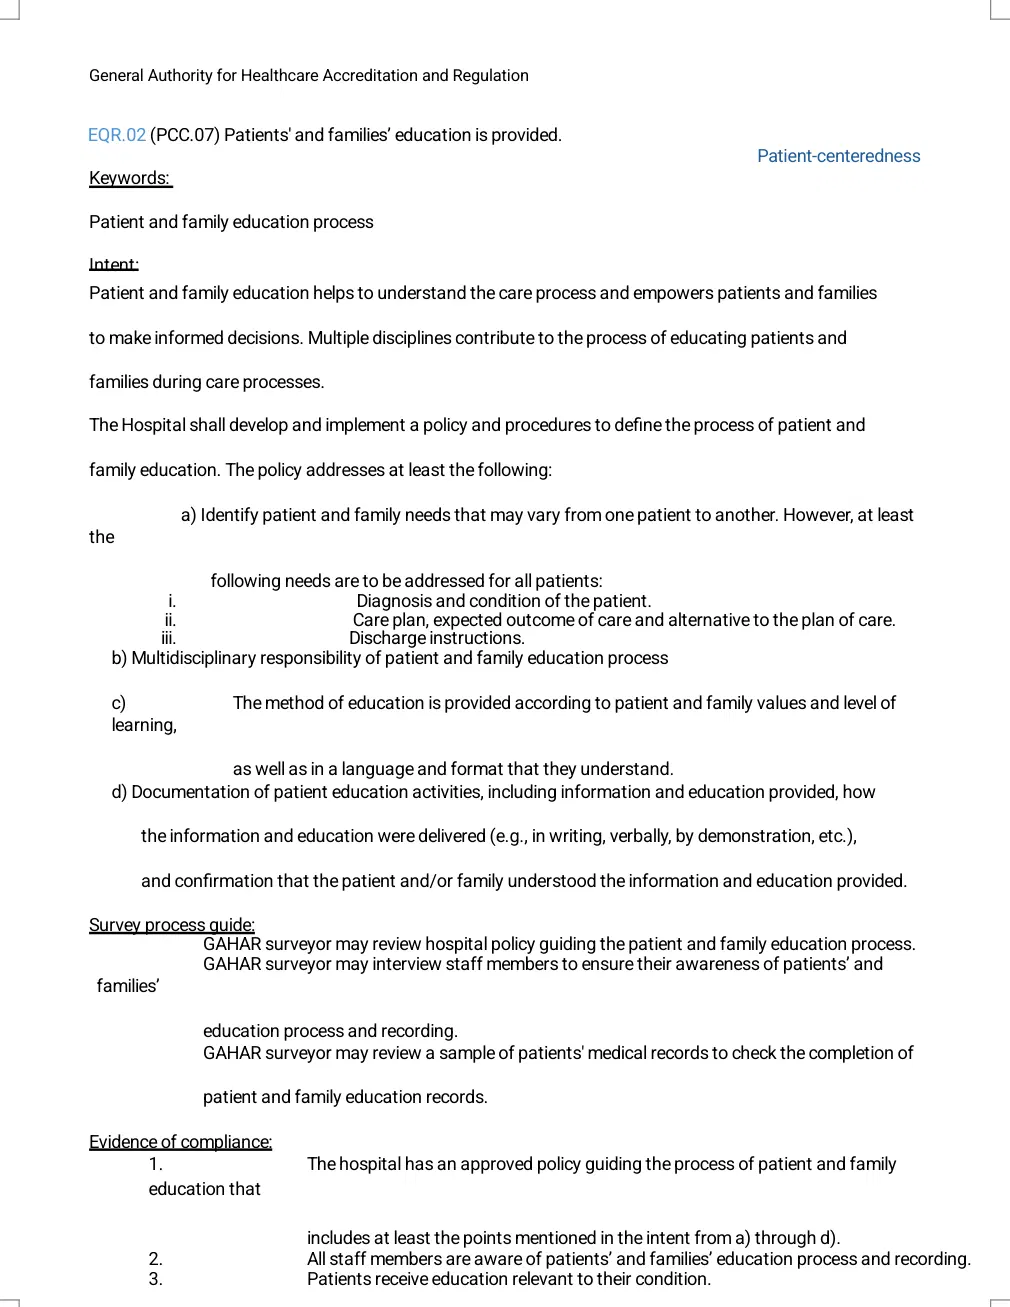 General Authority for Healthcare Accreditation and Regulation
EQR.02 (PCC.07) Patients' and families’ education is provided.
Patient-centeredness
Keywords:
Patient and family education process
Intent:
Patient and family education helps to understand the care process and empowers patients and families
to make informed decisions. Multiple disciplines contribute to the process of educating patients and
families during care processes.
The Hospital shall develop and implement a policy and procedures to define the process of patient and
family education. The policy addresses at least the following:
a) Identify patient and family needs that may vary from one patient to another. However, at least
the
following needs are to be addressed for all patients:
i. Diagnosis and condition of the patient.
ii. Care plan, expected outcome of care and alternative to the plan of care.
iii. Discharge instructions.
b) Multidisciplinary responsibility of patient and family education process
c) The method of education is provided according to patient and family values and level of
learning,
as well as in a language and format that they understand.
d) Documentation of patient education activities, including information and education provided, how
the information and education were delivered (e.g., in writing, verbally, by demonstration, etc.),
and confirmation that the patient and/or family understood the information and education provided.
Survey process guide:
GAHAR surveyor may review hospital policy guiding the patient and family education process.
GAHAR surveyor may interview staff members to ensure their awareness of patients’ and
families’
education process and recording.
GAHAR surveyor may review a sample of patients' medical records to check the completion of
patient and family education records.
Evidence of compliance:
1. The hospital has an approved policy guiding the process of patient and family
education that
includes at least the points mentioned in the intent from a) through d).
2. All staff members are aware of patients’ and families’ education process and recording.
3. Patients receive education relevant to their condition.